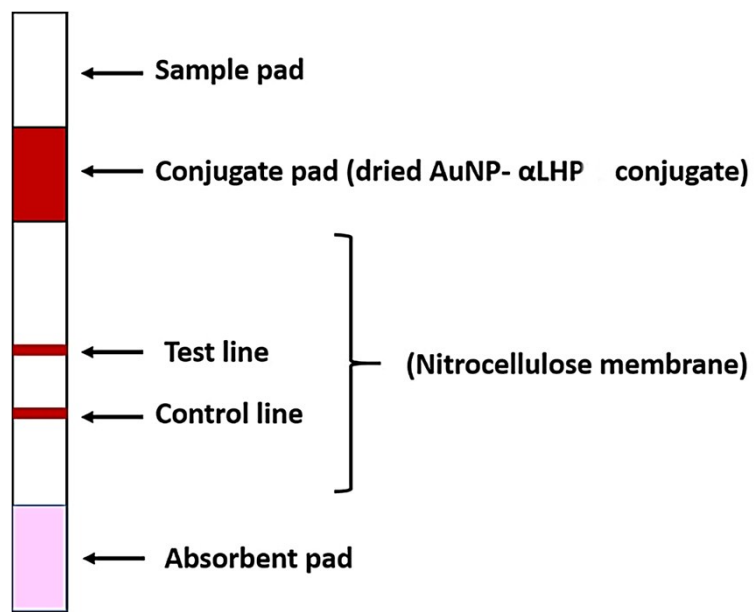 Sample pad
Conjugate pad (dried AuNP- αLHP conjugate)
Test line
(Nitrocellulose membrane)
Control line
Absorbent pad